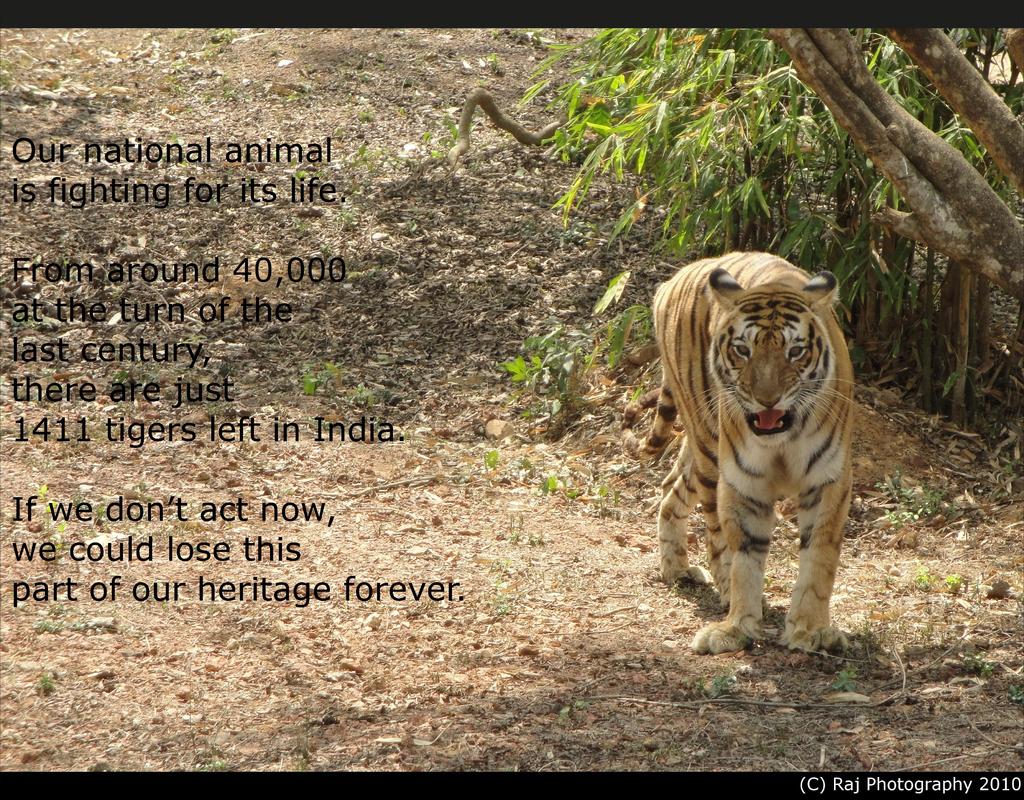 Our national animal
is fighting for its life.
From around 40,000
at the turn of the
last century,
there are just
1411 tigers left in India.
If we don't act now,
we could lose this
part of our heritage forever.
(C) Raj Photography 2010